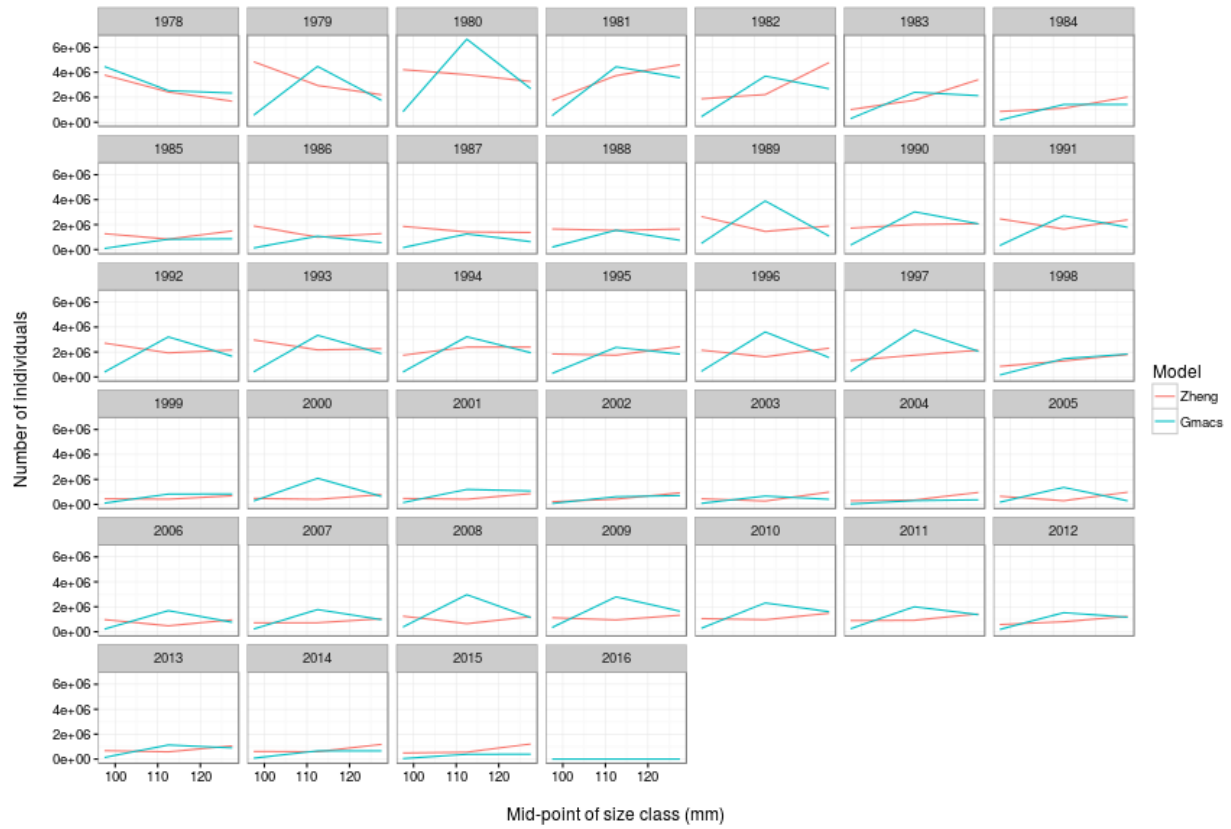 1978 1979 1980 1981 1982 1983 1984
6e+06
4e+06
2e+06
0e+00
1985 1986 1987 1988 1989 1990 1991
6e+06
4e+06
2e+06
0e+00
1992 1993 1994 1995 1996 1997 1998
6e+06
4e+06
2e+06
0e+00
1999 2000 2001 2002 2003 2004 2005
6e+06
4e+06
2e+06
0e+00
2006 2007 2008 2009 2010 2011 2012
6e+06
4e+06
2e+06
0e+00
2013 2014 2015 2016
6e+06
4e+06
2e+06
0e+00
100 110 120 100 110 120 100 110 120 100 110 120
Mid-point of size class (mm)
Number of inidividuals
Model
Zheng
Gmacs